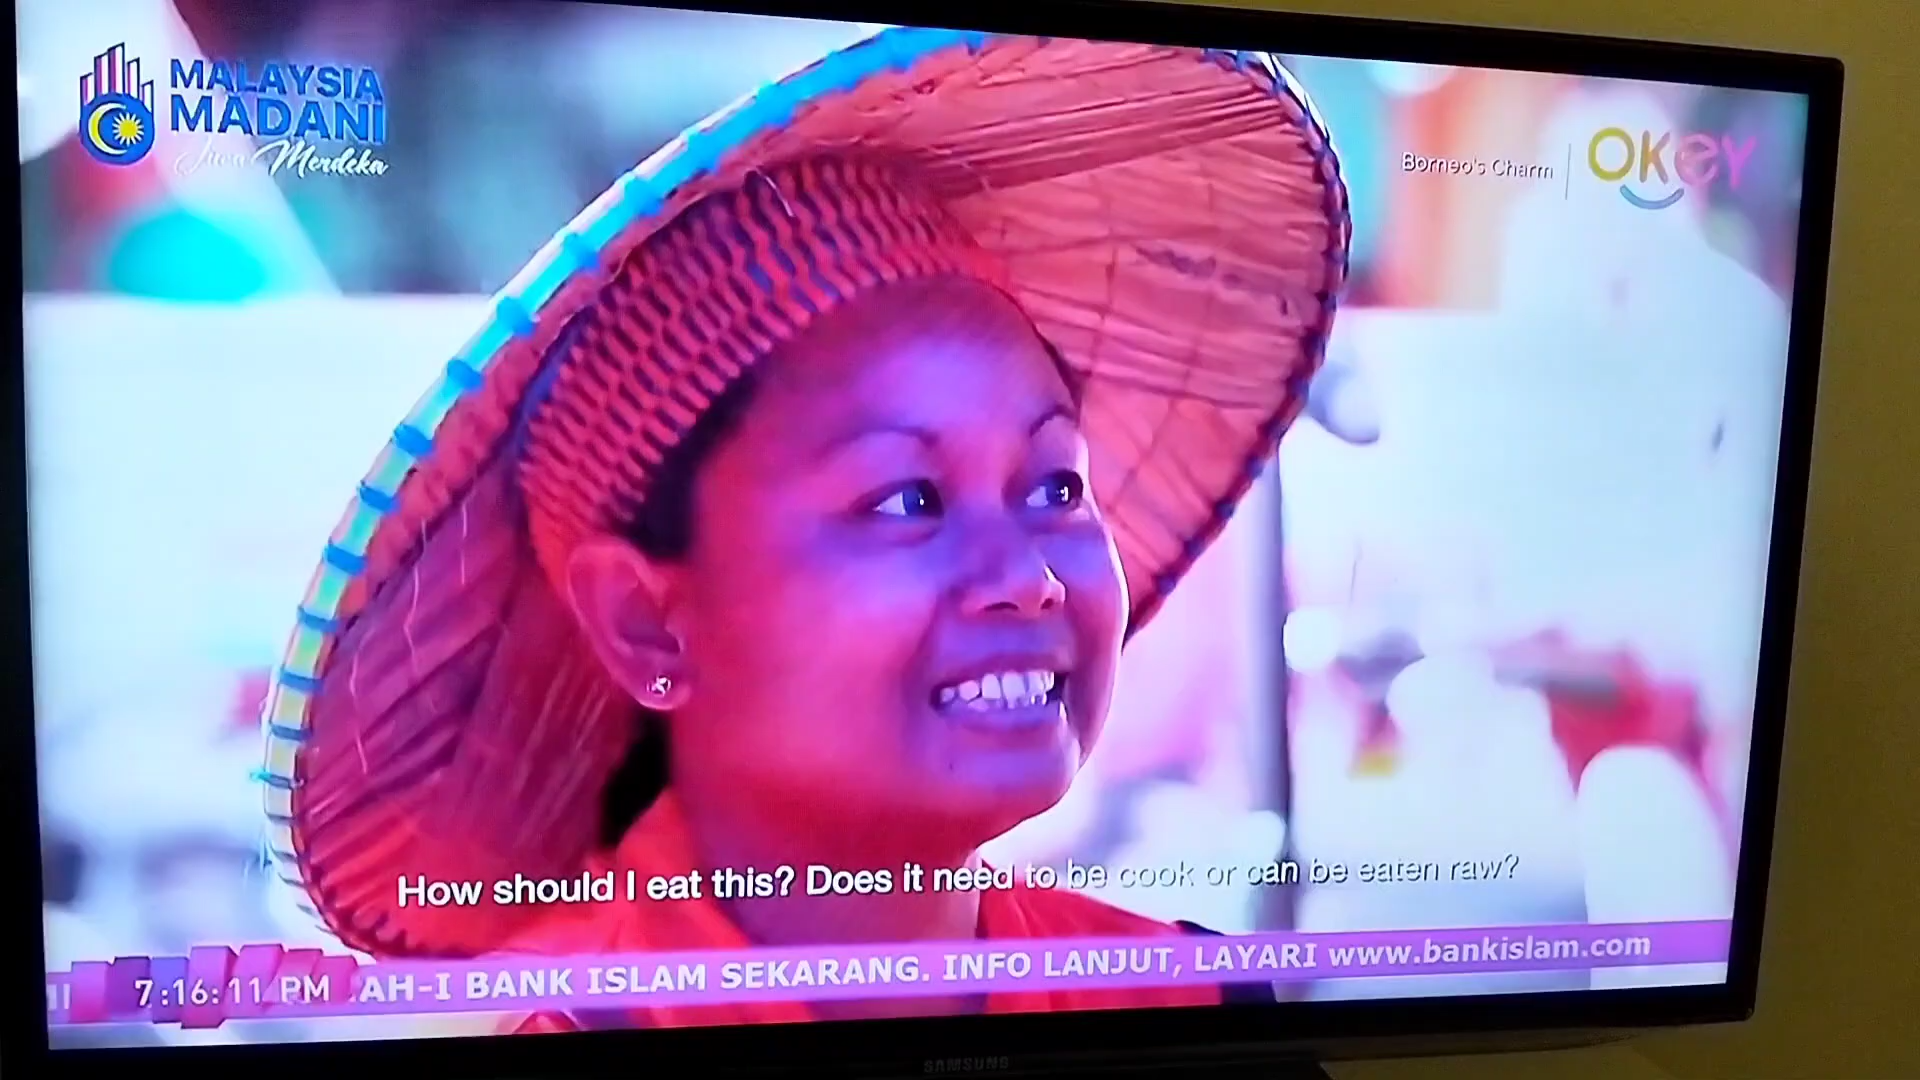 MALAYSIA
MADANI
Jiwa Merdeka
Borneo's Charm
OKEY
How should I eat this? Does it need to be cook or can be eaten raw?
7:16:11 PM
AH-I BANK ISLAM SEKARANG. INFO LANJUT, LAYARI www.bankislam.com
SAMSUNG